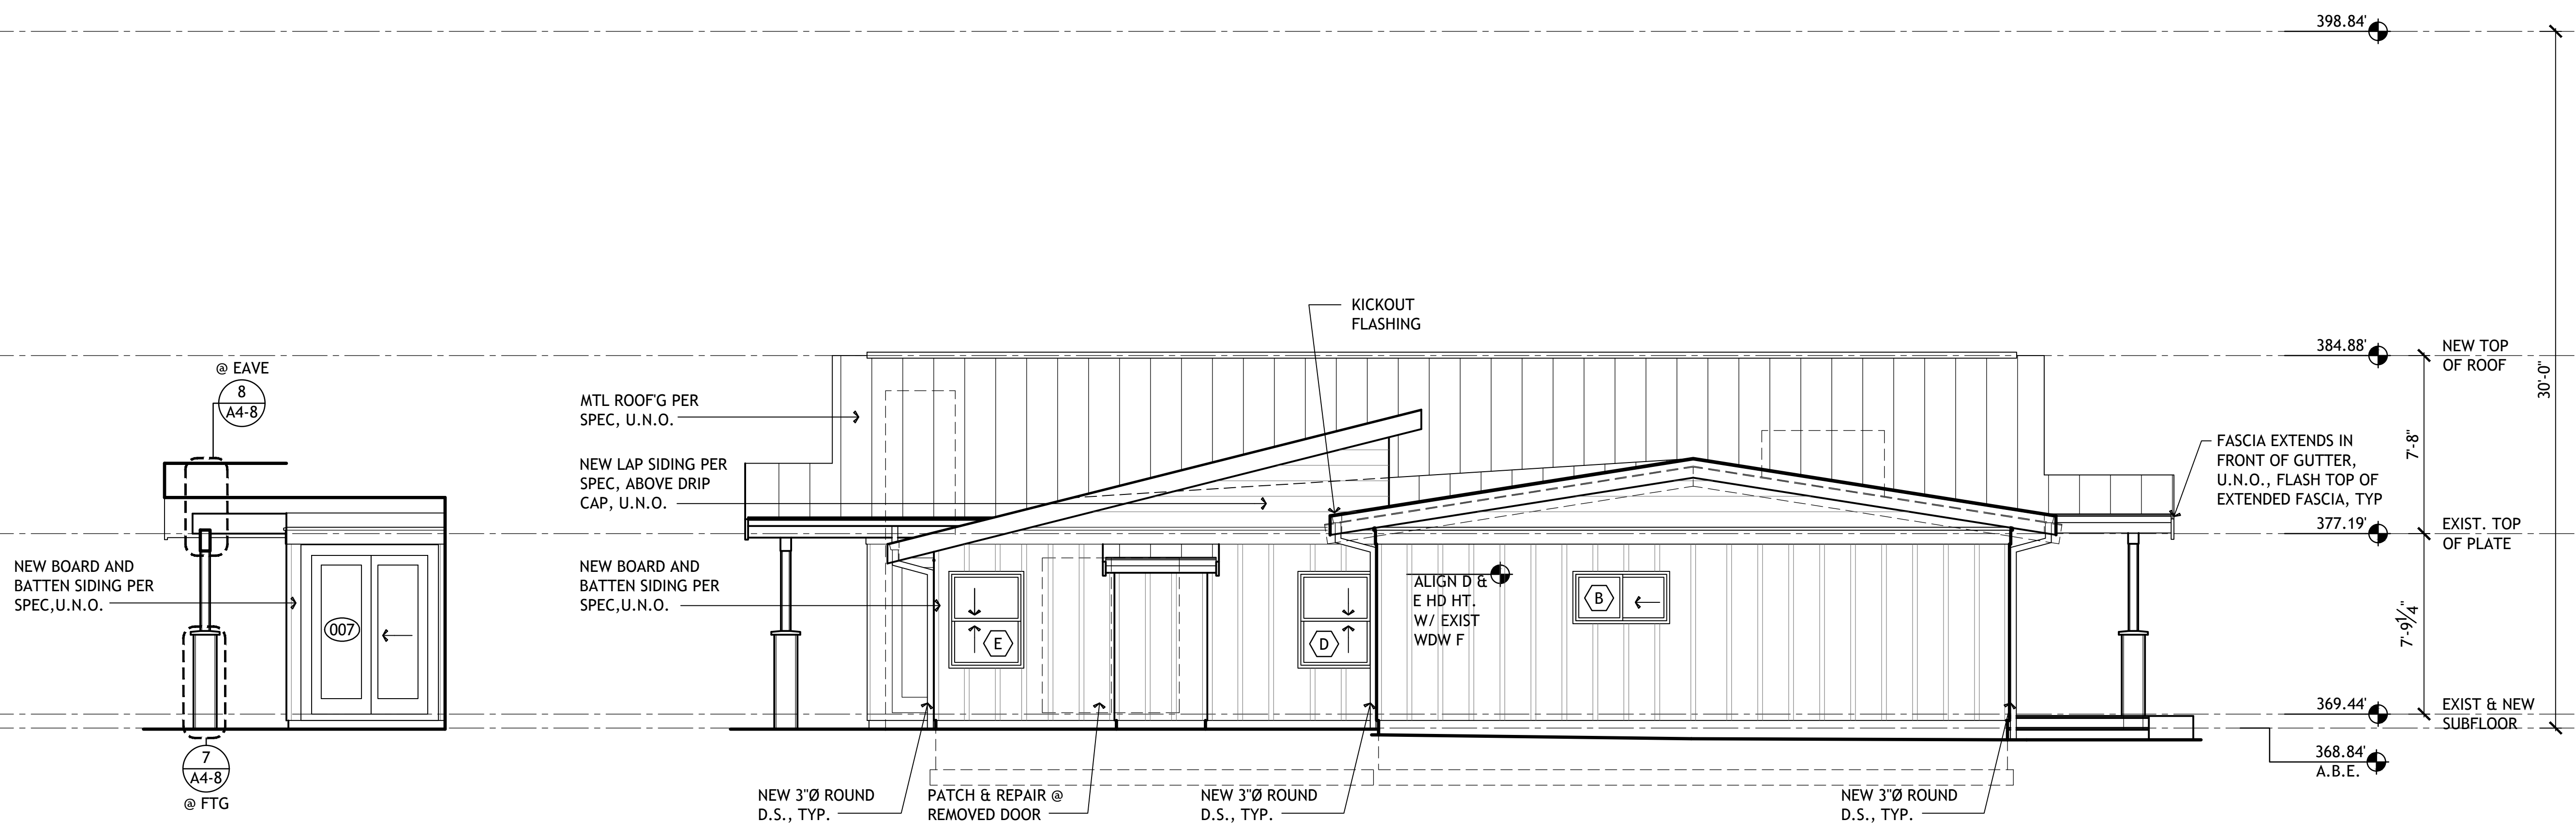 398.84'
30'-0"
KICKOUT
FLASHING
384.88'
NEW TOP
OF ROOF
@ EAVE
8
A4-8
MTL ROOF'G PER
SPEC, U.N.O.
7'-8"
FASCIA EXTENDS IN
FRONT OF GUTTER,
U.N.O., FLASH TOP OF
EXTENDED FASCIA, TYP
NEW LAP SIDING PER
SPEC, ABOVE DRIP
CAP, U.N.O.
377.19'
EXIST. TOP
OF PLATE
NEW BOARD AND
BATTEN SIDING PER
SPEC,U.N.O.
007
NEW BOARD AND
BATTEN SIDING PER
SPEC,U.N.O.
E
D
ALIGN D &
E HD HT.
W/ EXIST
WDW F
B
7'-9 1/4"
369.44'
EXIST & NEW
SUBFLOOR
368.84'
A.B.E.
7
A4-8
@ FTG
NEW 3"Ø ROUND
D.S., TYP.
PATCH & REPAIR @
REMOVED DOOR
NEW 3"Ø ROUND
D.S., TYP.
NEW 3"Ø ROUND
D.S., TYP.